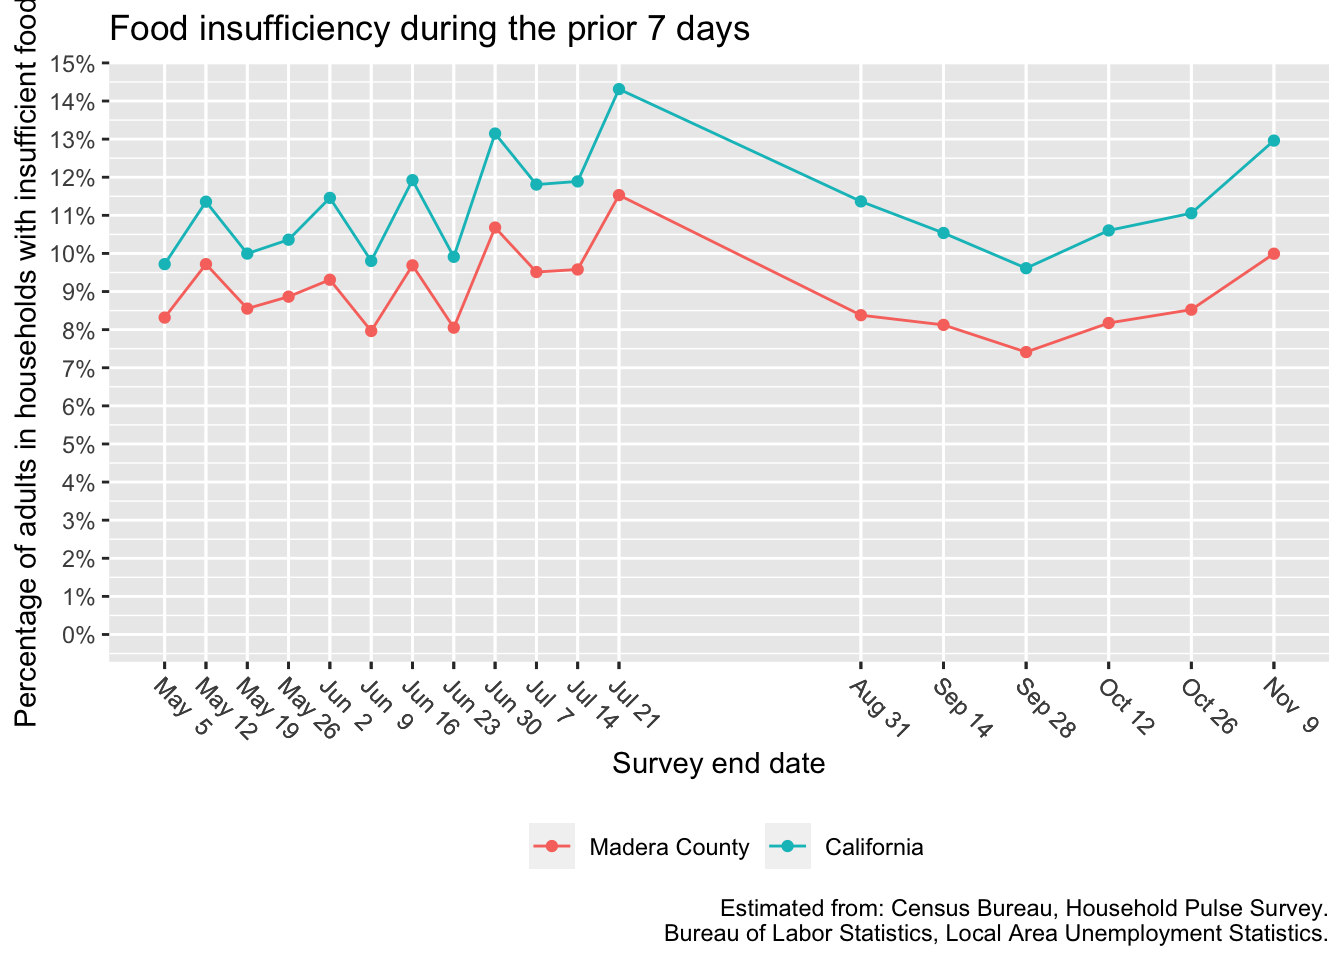 Food insufficiency during the prior 7 days
Percentage of adults in households with insufficient food
15%
14%
13%
12%
11%
10%
9%
8%
7%
6%
5%
4%
3%
2%
1%
0%
May 5
May 12
May 19
May 26
Jun 2
Jun 9
Jun 16
Jun 23
Jun 30
Jul 7
Jul 14
Jul 21
Aug 31
Sep 14
Sep 28
Oct 12
Oct 26
Nov 9
Survey end date
Madera County
California
Estimated from: Census Bureau, Household Pulse Survey.
Bureau of Labor Statistics, Local Area Unemployment Statistics.